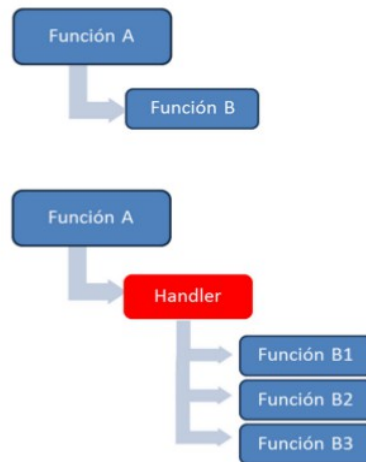 Función A
Función B
Función A
Handler
Función B1
Función B2
Función B3